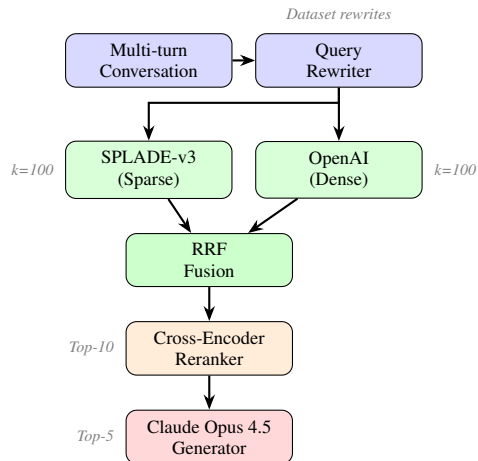 Dataset rewrites
Multi-turn
Conversation
Query
Rewriter
k=100
SPLADE-v3
(Sparse)
OpenAI
(Dense)
k=100
RRF
Fusion
Top-10
Cross-Encoder
Reranker
Top-5
Claude Opus 4.5
Generator